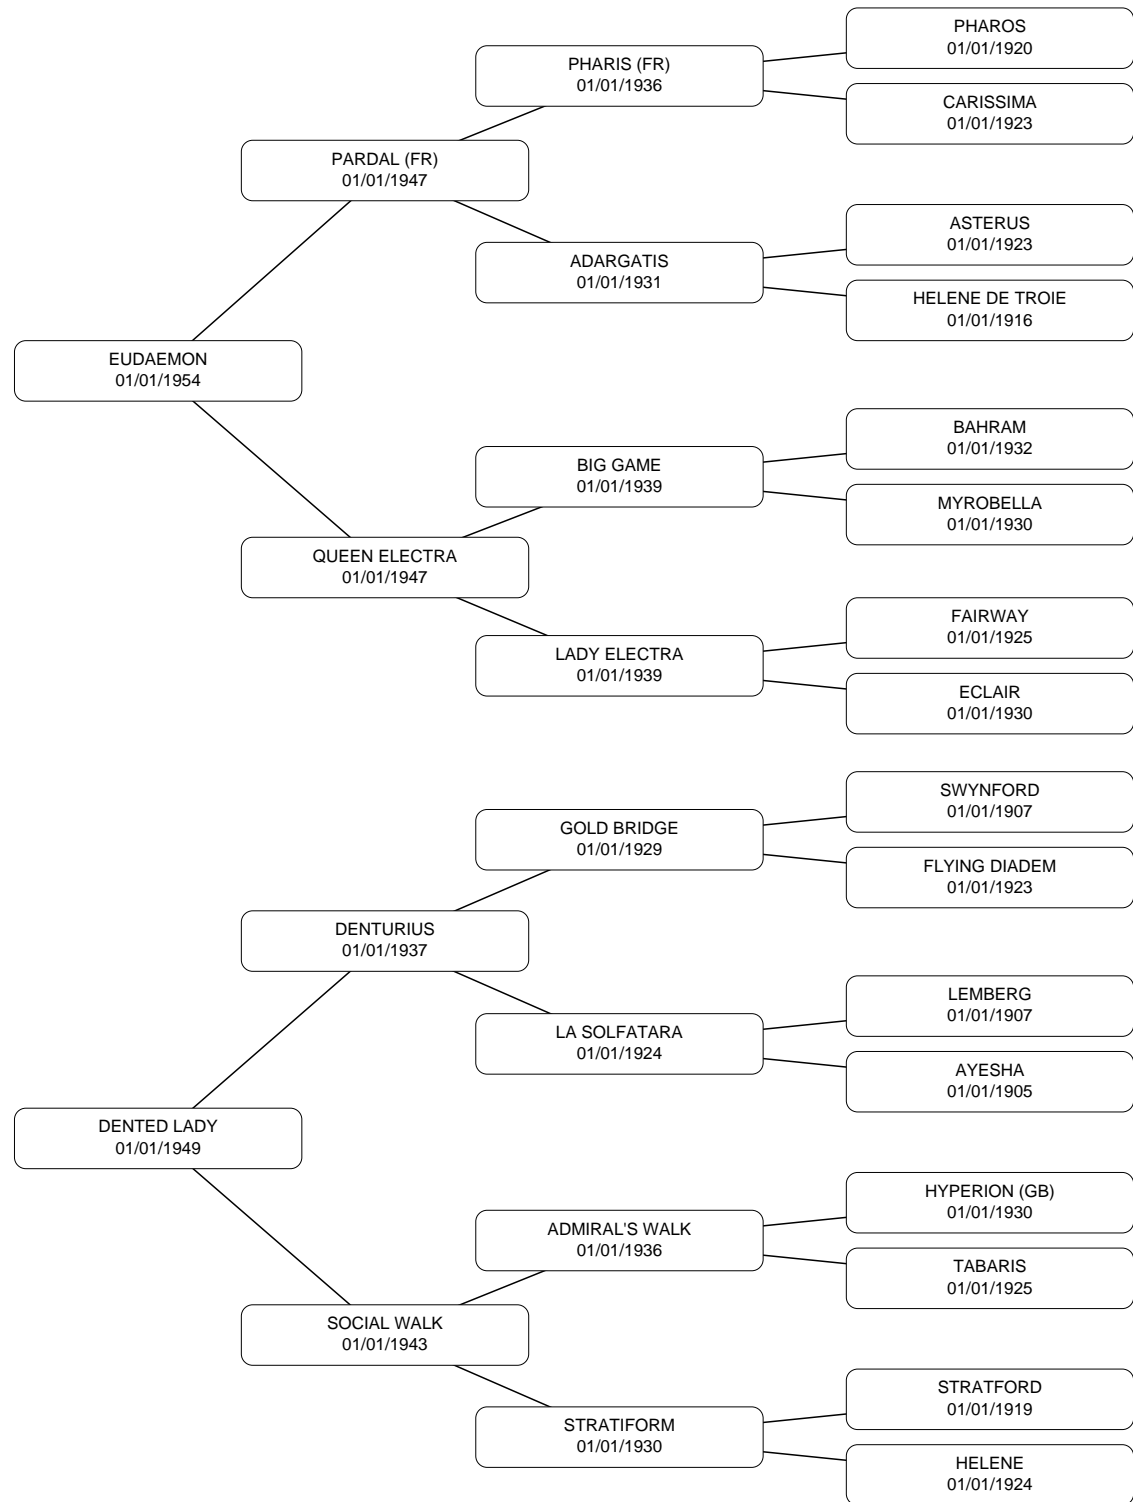 PHAROS
01/01/1920
PHARIS (FR)
01/01/1936
CARISSIMA
01/01/1923
PARDAL (FR)
01/01/1947
ASTERUS
01/01/1923
ADARGATIS
01/01/1931
HELENE DE TROIE
01/01/1916
EUDAEMON
01/01/1954
BAHRAM
01/01/1932
BIG GAME
01/01/1939
MYROBELLA
01/01/1930
QUEEN ELECTRA
01/01/1947
FAIRWAY
01/01/1925
LADY ELECTRA
01/01/1939
ECLAIR
01/01/1930
SWYNFORD
01/01/1907
GOLD BRIDGE
01/01/1929
FLYING DIADEM
01/01/1923
DENTURIUS
01/01/1937
LEMBERG
01/01/1907
LA SOLFATARA
01/01/1924
AYESHA
01/01/1905
DENTED LADY
01/01/1949
HYPERION (GB)
01/01/1930
ADMIRAL'S WALK
01/01/1936
TABARIS
01/01/1925
SOCIAL WALK
01/01/1943
STRATFORD
01/01/1919
STRATIFORM
01/01/1930
HELENE
01/01/1924